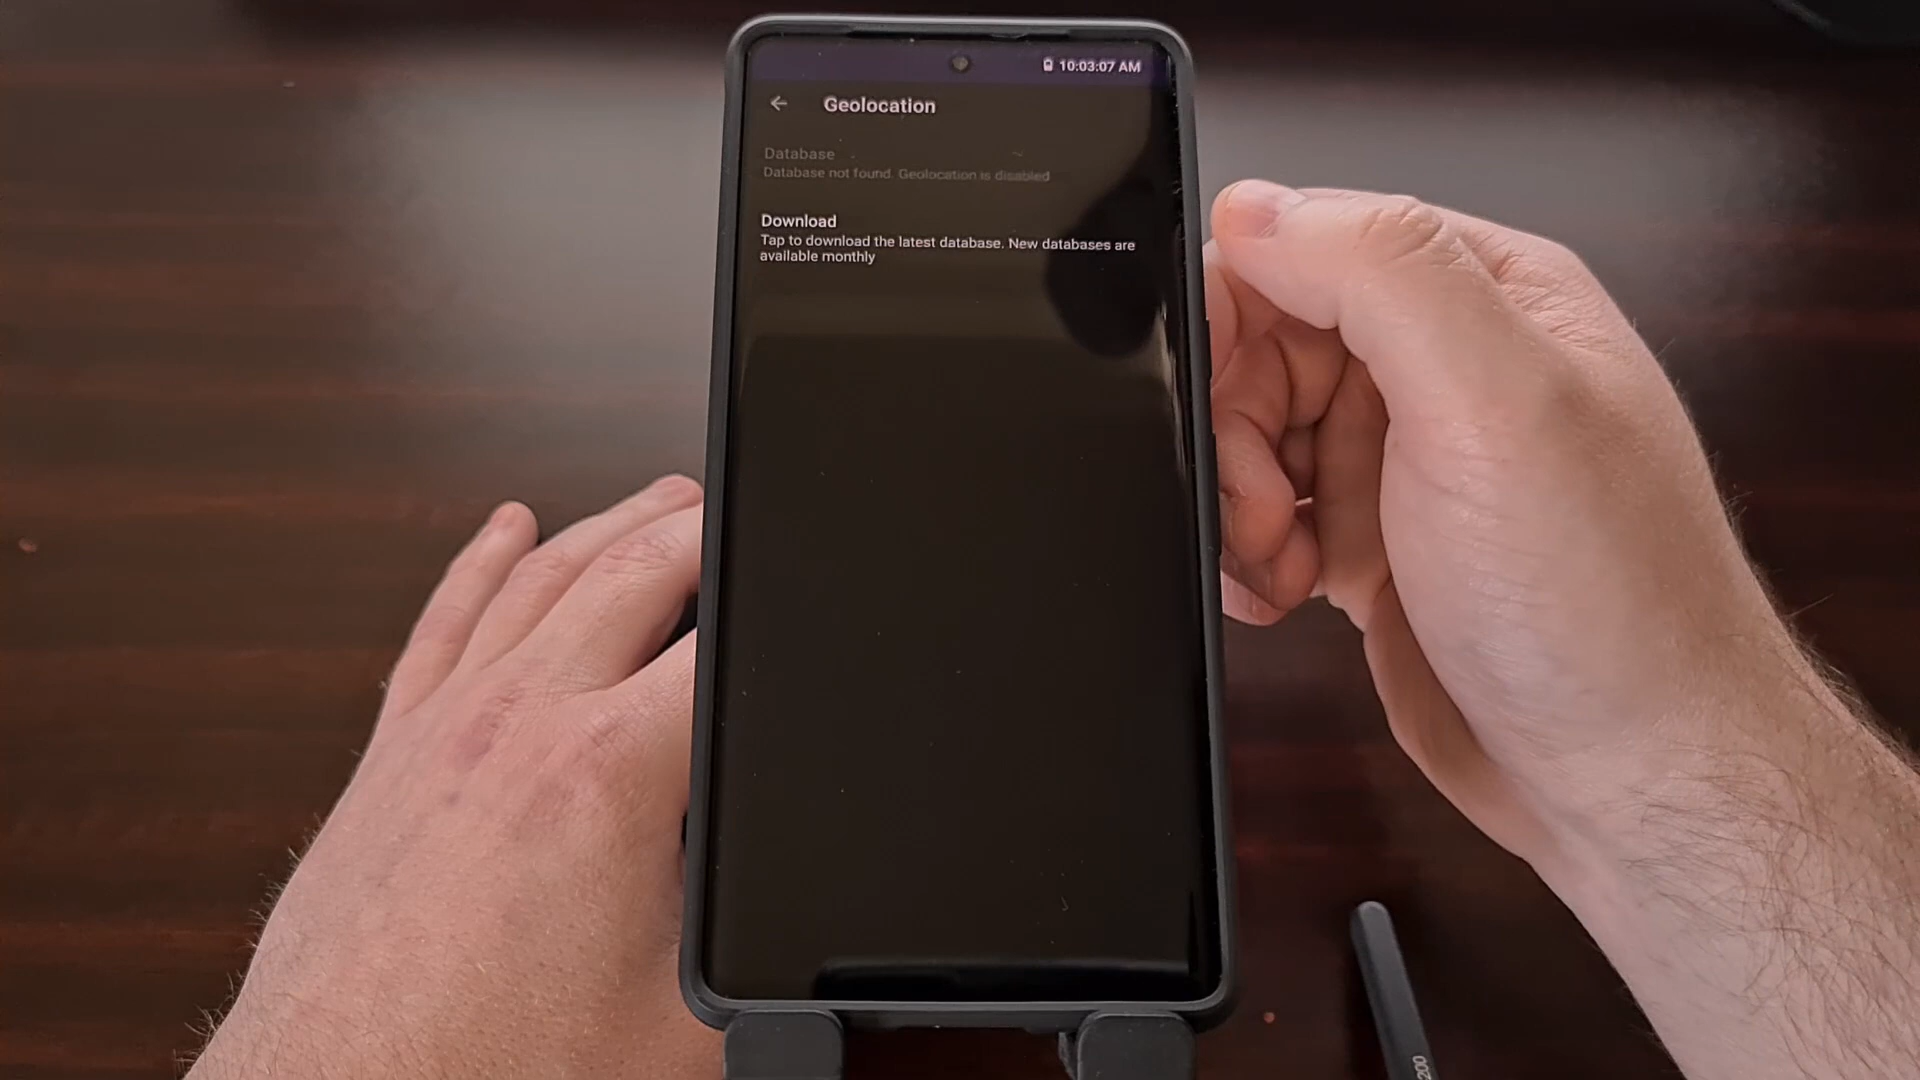 10:03:07 AM
Geolocation
Database
Database not found. Geolocation is disabled
Download
Tap to download the latest database. New databases are
available monthly
200